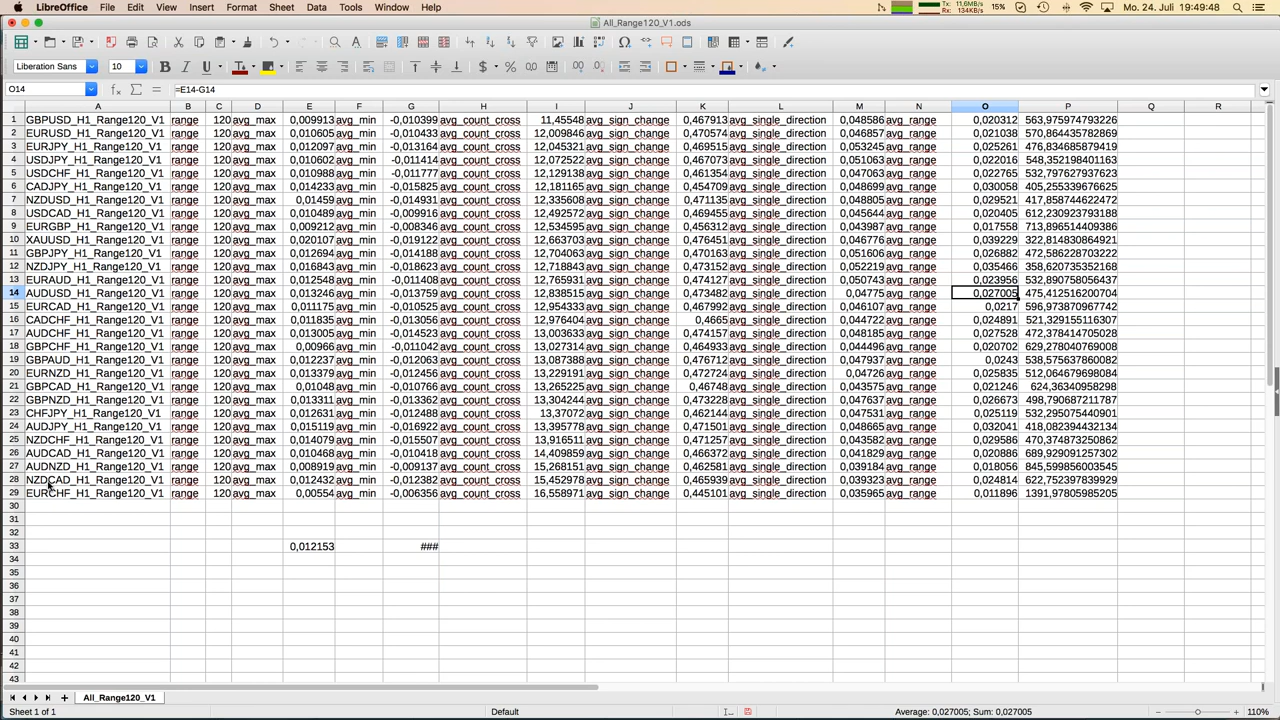 LibreOffice File Edit View Insert Format Sheet Data Tools Window Help Tx: 11,6MB/s Rx: 134KB/s 15% Mo. 24. Juli 19:49:48
All_Range120_V1.ods
Liberation Sans 10
O14 =E14-G14
A B C D E F G H I J K L M N O P Q R
1 GBPUSD_H1_Range120_V1 range 120 avg_max 0,009913 avg_min -0,010399 avg_count_cross 11,45548 avg_sign_change 0,467913 avg_single_direction 0,048586 avg_range 0,020312 563,975974793226
2 EURUSD_H1_Range120_V1 range 120 avg_max 0,010605 avg_min -0,010433 avg_count_cross 12,009846 avg_sign_change 0,470574 avg_single_direction 0,046857 avg_range 0,021038 570,864435782869
3 EURJPY_H1_Range120_V1 range 120 avg_max 0,012097 avg_min -0,013164 avg_count_cross 12,045321 avg_sign_change 0,469515 avg_single_direction 0,053245 avg_range 0,025261 476,834685879419
4 USDJPY_H1_Range120_V1 range 120 avg_max 0,010602 avg_min -0,011414 avg_count_cross 12,072522 avg_sign_change 0,467073 avg_single_direction 0,051063 avg_range 0,022016 548,352198401163
5 USDCHF_H1_Range120_V1 range 120 avg_max 0,010988 avg_min -0,011777 avg_count_cross 12,129138 avg_sign_change 0,461354 avg_single_direction 0,047063 avg_range 0,022765 532,797627937623
6 CADJPY_H1_Range120_V1 range 120 avg_max 0,014233 avg_min -0,015825 avg_count_cross 12,181165 avg_sign_change 0,454709 avg_single_direction 0,048699 avg_range 0,030058 405,255339676625
7 NZDUSD_H1_Range120_V1 range 120 avg_max 0,01459 avg_min -0,014931 avg_count_cross 12,335608 avg_sign_change 0,471135 avg_single_direction 0,048805 avg_range 0,029521 417,858744622472
8 USDCAD_H1_Range120_V1 range 120 avg_max 0,010489 avg_min -0,009916 avg_count_cross 12,492572 avg_sign_change 0,469455 avg_single_direction 0,045644 avg_range 0,020405 612,230923793188
9 EURGBP_H1_Range120_V1 range 120 avg_max 0,009212 avg_min -0,008346 avg_count_cross 12,534595 avg_sign_change 0,456312 avg_single_direction 0,043987 avg_range 0,017558 713,896514409386
10 XAUUSD_H1_Range120_V1 range 120 avg_max 0,020107 avg_min -0,019122 avg_count_cross 12,663703 avg_sign_change 0,476451 avg_single_direction 0,046776 avg_range 0,039229 322,814830864921
11 GBPJPY_H1_Range120_V1 range 120 avg_max 0,012694 avg_min -0,014188 avg_count_cross 12,704063 avg_sign_change 0,470163 avg_single_direction 0,051606 avg_range 0,026882 472,586228703222
12 NZDJPY_H1_Range120_V1 range 120 avg_max 0,016843 avg_min -0,018623 avg_count_cross 12,718843 avg_sign_change 0,473152 avg_single_direction 0,052219 avg_range 0,035466 358,620735352168
13 EURAUD_H1_Range120_V1 range 120 avg_max 0,012548 avg_min -0,011408 avg_count_cross 12,765931 avg_sign_change 0,473241 avg_single_direction 0,050743 avg_range 0,023956 532,890758056437
14 AUDUSD_H1_Range120_V1 range 120 avg_max 0,013246 avg_min -0,013759 avg_count_cross 12,838515 avg_sign_change 0,473482 avg_single_direction 0,04775 avg_range 0,027005 475,412516200704
15 EURCAD_H1_Range120_V1 range 120 avg_max 0,01175 avg_min -0,010525 avg_count_cross 12,954333 avg_sign_change 0,467992 avg_single_direction 0,046107 avg_range 0,0217 596,973870967742
16 CADCHF_H1_Range120_V1 range 120 avg_max 0,011835 avg_min -0,013056 avg_count_cross 12,976404 avg_sign_change 0,4665 avg_single_direction 0,044722 avg_range 0,024891 521,329155116307
17 AUDCHF_H1_Range120_V1 range 120 avg_max 0,013005 avg_min -0,014523 avg_count_cross 13,003633 avg_sign_change 0,474157 avg_single_direction 0,048185 avg_range 0,027528 472,378414705028
18 GBPCHF_H1_Range120_V1 range 120 avg_max 0,00966 avg_min -0,011042 avg_count_cross 13,027314 avg_sign_change 0,464933 avg_single_direction 0,044496 avg_range 0,020702 629,278040769008
19 GBPAUD_H1_Range120_V1 range 120 avg_max 0,012237 avg_min -0,012063 avg_count_cross 13,087388 avg_sign_change 0,476712 avg_single_direction 0,047937 avg_range 0,0243 538,575637860082
20 EURNZD_H1_Range120_V1 range 120 avg_max 0,013379 avg_min -0,012456 avg_count_cross 13,229191 avg_sign_change 0,472724 avg_single_direction 0,04726 avg_range 0,025835 512,064679698084
21 GBPCAD_H1_Range120_V1 range 120 avg_max 0,01048 avg_min -0,010766 avg_count_cross 13,265225 avg_sign_change 0,46748 avg_single_direction 0,043575 avg_range 0,021246 624,36340958298
22 GBPNZD_H1_Range120_V1 range 120 avg_max 0,013311 avg_min -0,013362 avg_count_cross 13,304244 avg_sign_change 0,473228 avg_single_direction 0,047637 avg_range 0,026673 498,790687211787
23 CHFJPY_H1_Range120_V1 range 120 avg_max 0,012631 avg_min -0,012488 avg_count_cross 13,37072 avg_sign_change 0,462144 avg_single_direction 0,047531 avg_range 0,025119 532,295075440901
24 AUDJPY_H1_Range120_V1 range 120 avg_max 0,015119 avg_min -0,016922 avg_count_cross 13,395778 avg_sign_change 0,471501 avg_single_direction 0,048665 avg_range 0,032041 418,082394432134
25 NZDCHF_H1_Range120_V1 range 120 avg_max 0,014079 avg_min -0,015507 avg_count_cross 13,916511 avg_sign_change 0,471257 avg_single_direction 0,043582 avg_range 0,029586 470,374873250862
26 AUDCAD_H1_Range120_V1 range 120 avg_max 0,010468 avg_min -0,010418 avg_count_cross 14,409859 avg_sign_change 0,466372 avg_single_direction 0,041829 avg_range 0,020886 689,929091257302
27 AUDNZD_H1_Range120_V1 range 120 avg_max 0,008919 avg_min -0,009137 avg_count_cross 15,268151 avg_sign_change 0,462581 avg_single_direction 0,039184 avg_range 0,018056 845,599856003545
28 NZDCAD_H1_Range120_V1 range 120 avg_max 0,012432 avg_min -0,012382 avg_count_cross 15,452978 avg_sign_change 0,465939 avg_single_direction 0,039323 avg_range 0,024814 622,752397839929
29 EURCHF_H1_Range120_V1 range 120 avg_max 0,00554 avg_min -0,006356 avg_count_cross 16,558971 avg_sign_change 0,445101 avg_single_direction 0,035965 avg_range 0,011896 1391,97805985205
30
31
32
33 0,012153 ###
34
35
36
37
38
39
40
41
42
43
All_Range120_V1
Sheet 1 of 1 Default Average: 0,027005; Sum: 0,027005 110%